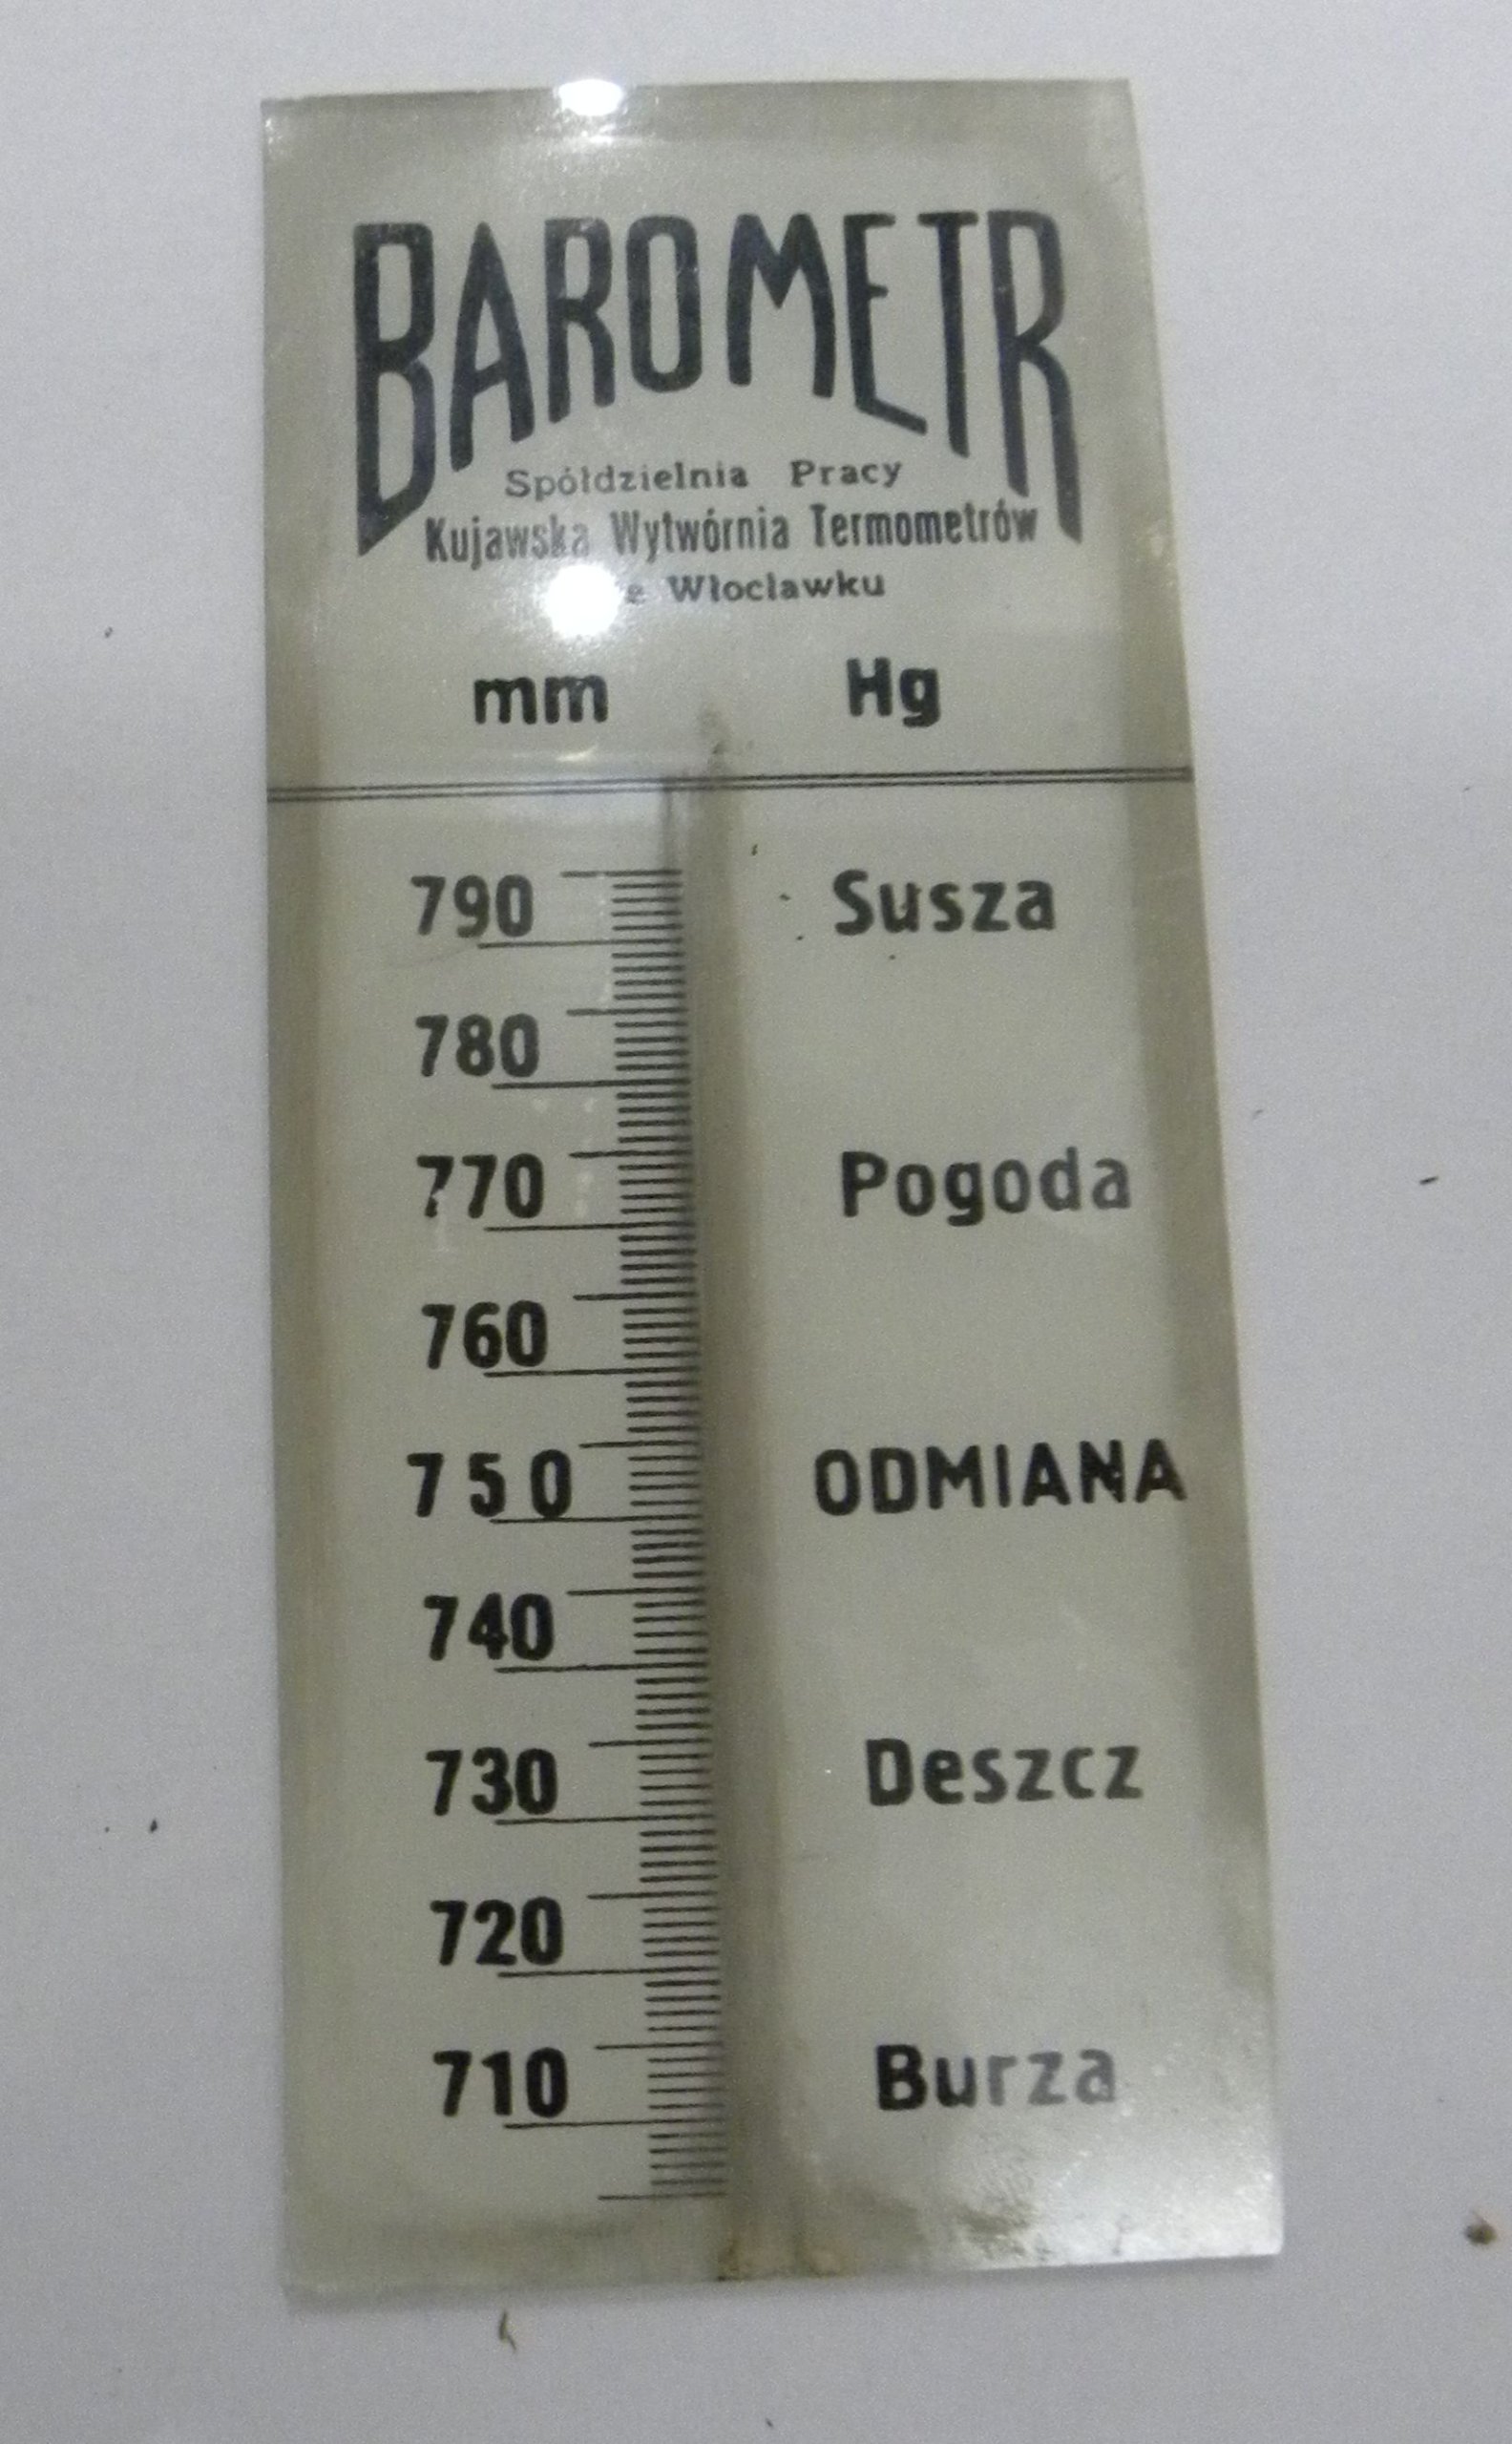 BAROMETR
Spółdzielnia Pracy
Kujawska Wytwórnia Termometrów
Włocławku
mm Hg
790 Susza
780
770 Pogoda
760
750 ODMIANA
740
730 Deszcz
720
710 Burza